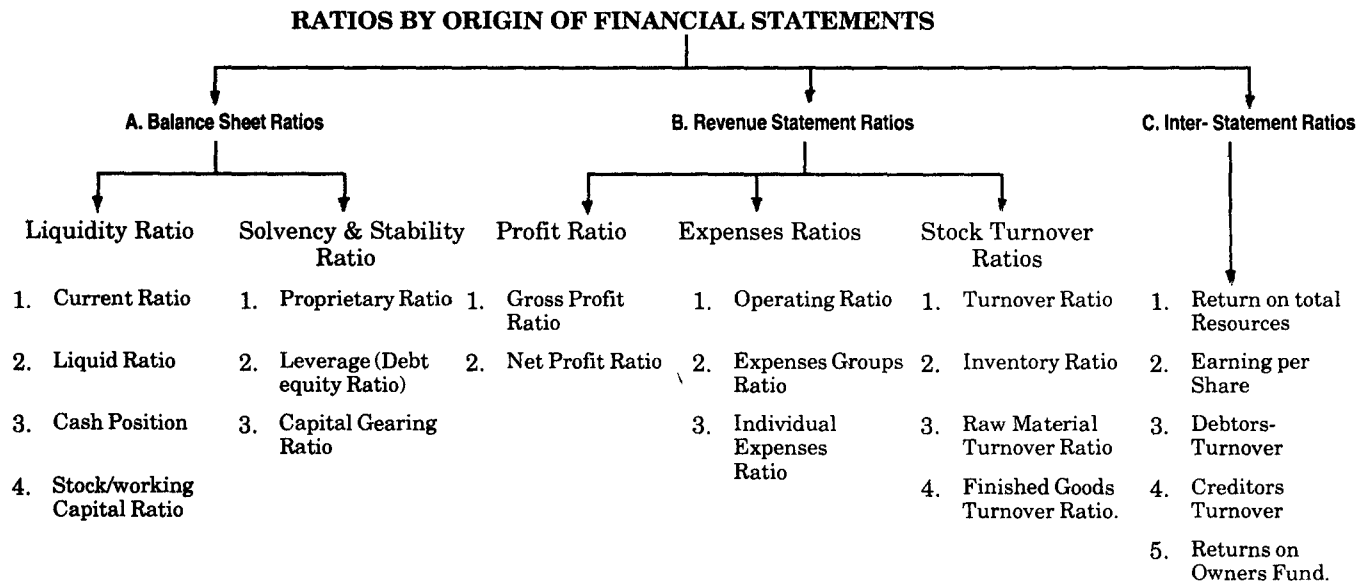 RATIOS BY ORIGIN OF FINANCIAL STATEMENTS
A. Balance Sheet Ratios
B. Revenue Statement Ratios
C. Inter- Statement Ratios
Liquidity Ratio
1. Current Ratio
2. Liquid Ratio
3. Cash Position
4. Stock/working
Capital Ratio
Solvency & Stability
Ratio
1. Proprietary Ratio
2. Leverage (Debt
equity Ratio)
3. Capital Gearing
Ratio
Profit Ratio
1. Gross Profit
Ratio
2. Net Profit Ratio
Expenses Ratios
1. Operating Ratio
2. Expenses Groups
Ratio
3. Individual
Expenses
Ratio
Stock Turnover
Ratios
1. Turnover Ratio
2. Inventory Ratio
3. Raw Material
Turnover Ratio
4. Finished Goods
Turnover Ratio.
1. Return on total
Resources
2. Earning per
Share
3. Debtors-
Turnover
4. Creditors
Turnover
5. Returns on
Owners Fund.